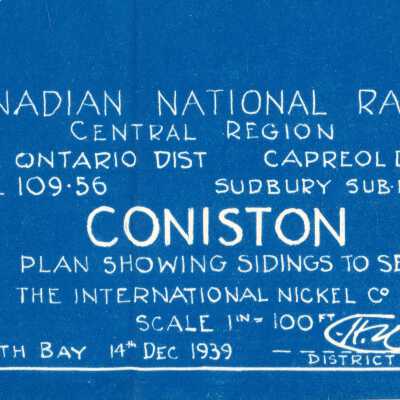 NADIAN NATIONAL RA
CENTRAL REGION
ONTARIO DIST CAPREOL D
109.56 SUDBURY SUB.
CONISTON
PLAN SHOWING SIDINGS TO SE
THE INTERNATIONAL NICKEL Co
SCALE 1IN = 100FT
TH BAY 14TH DEC 1939
DISTRICT